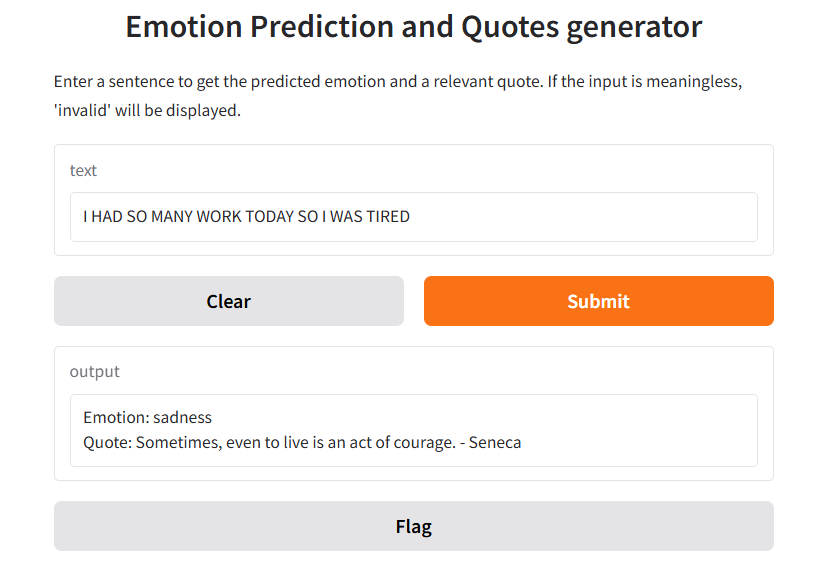 Emotion Prediction and Quotes generator
Enter a sentence to get the predicted emotion and a relevant quote. If the input is meaningless,
'invalid' will be displayed.
text
I HAD SO MANY WORK TODAY SO I WAS TIRED
Clear
Submit
output
Emotion: sadness
Quote: Sometimes, even to live is an act of courage. - Seneca
Flag